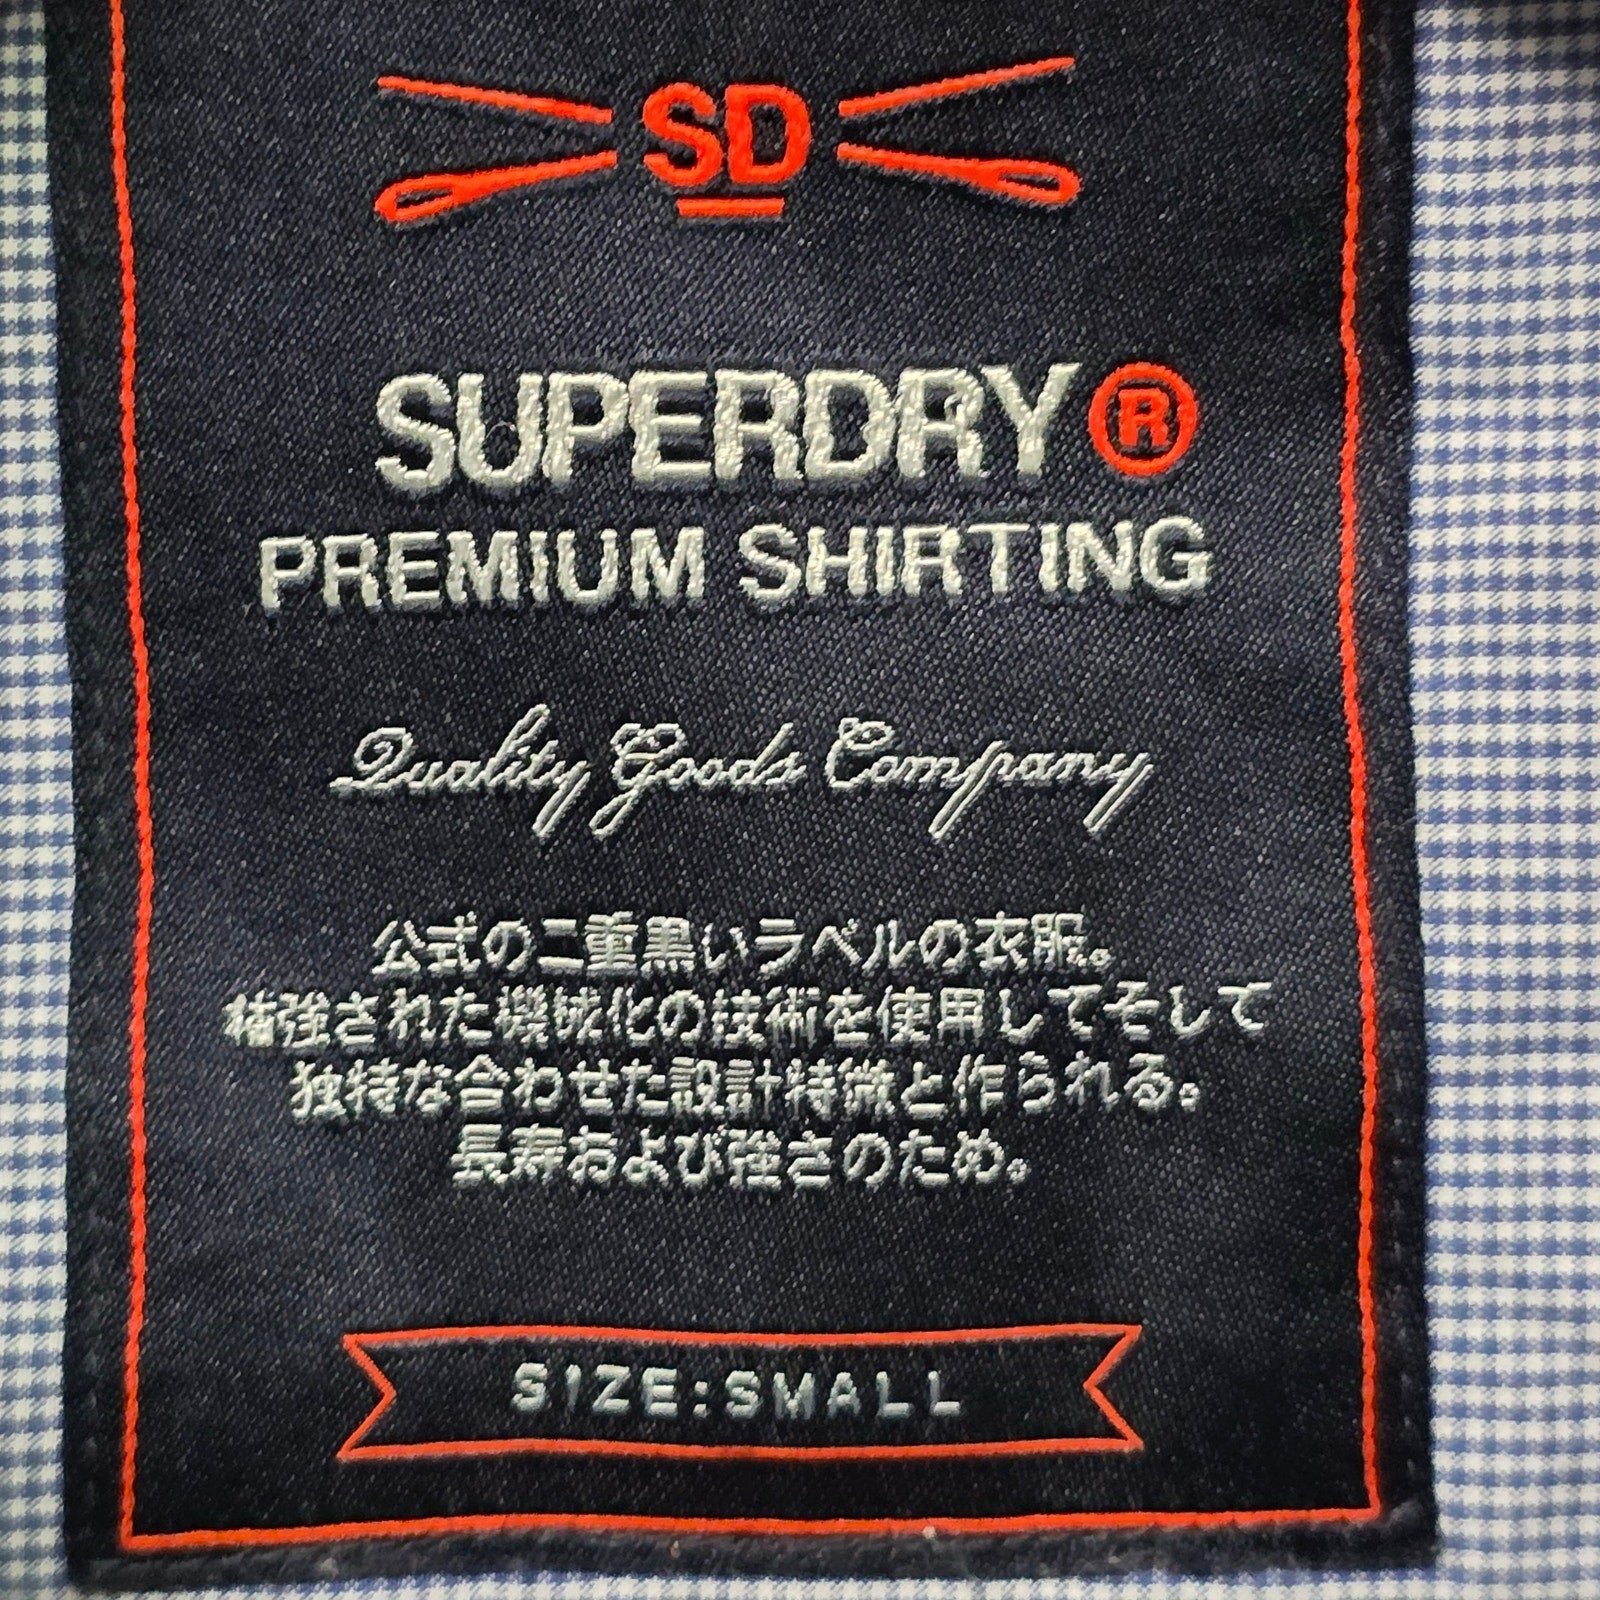 SD
SUPERDRY®
PREMIUM SHIRTING
Quality Goods Company
公式の二重黒いラベルの衣服。
補強された機械化の技術を使用してそして
独特な合わせた設計特徴と作られる。
長寿および強さのため。
SIZE:SMALL